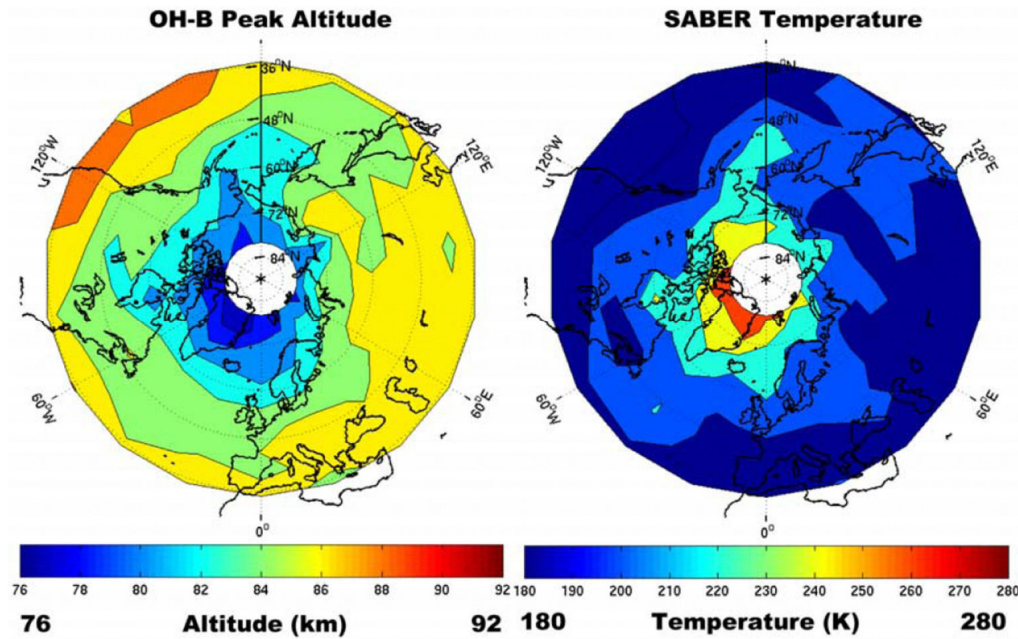 OH-B Peak Altitude
SABER Temperature
36°N
48°N
60°N
72°N
84°N
120°W
120°E
60°W
60°E
0°
48°N
60°N
72°N
84°N
120°W
120°E
60°W
60°E
0°
76 78 80 82 84 86 88 90 92
180 190 200 210 220 230 240 250 260 270 280
76 Altitude (km) 92
180 Temperature (K) 280